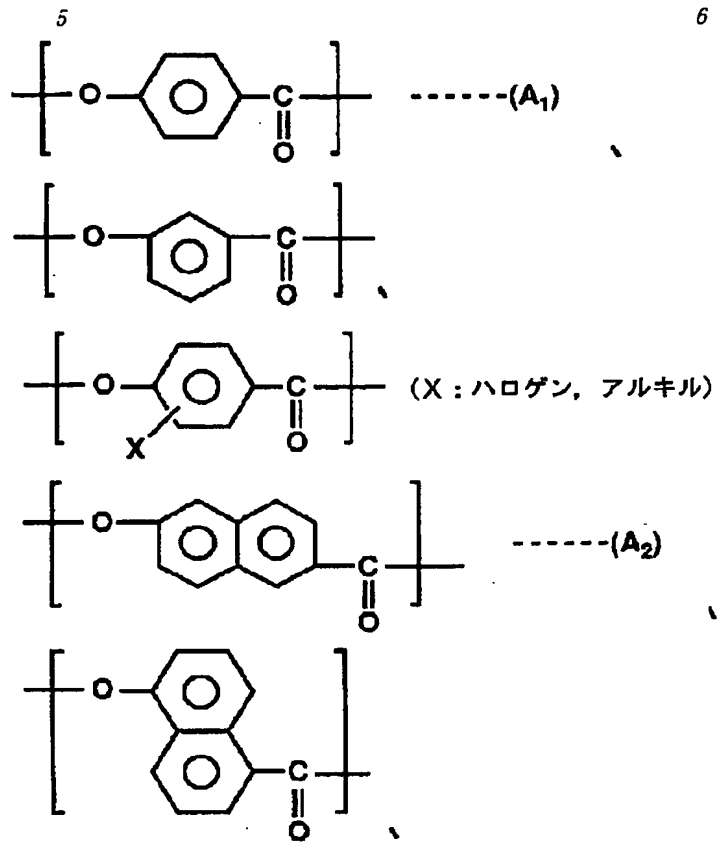 5 6
O C O ------(A₁)
O C O
O C O X (X:ハロゲン, アルキル)
O C O ------(A₂)
O C O